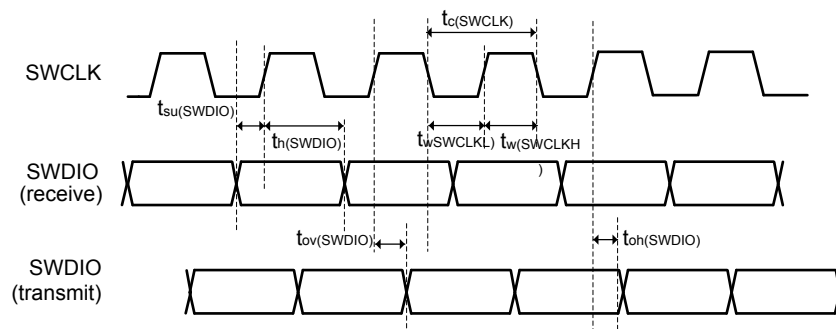 tc(SWCLK)
SWCLK
tsu(SWDIO)
th(SWDIO)
twSWCLKL)
tw(SWCLKH
)
SWDIO
(receive)
tov(SWDIO)
toh(SWDIO)
SWDIO
(transmit)